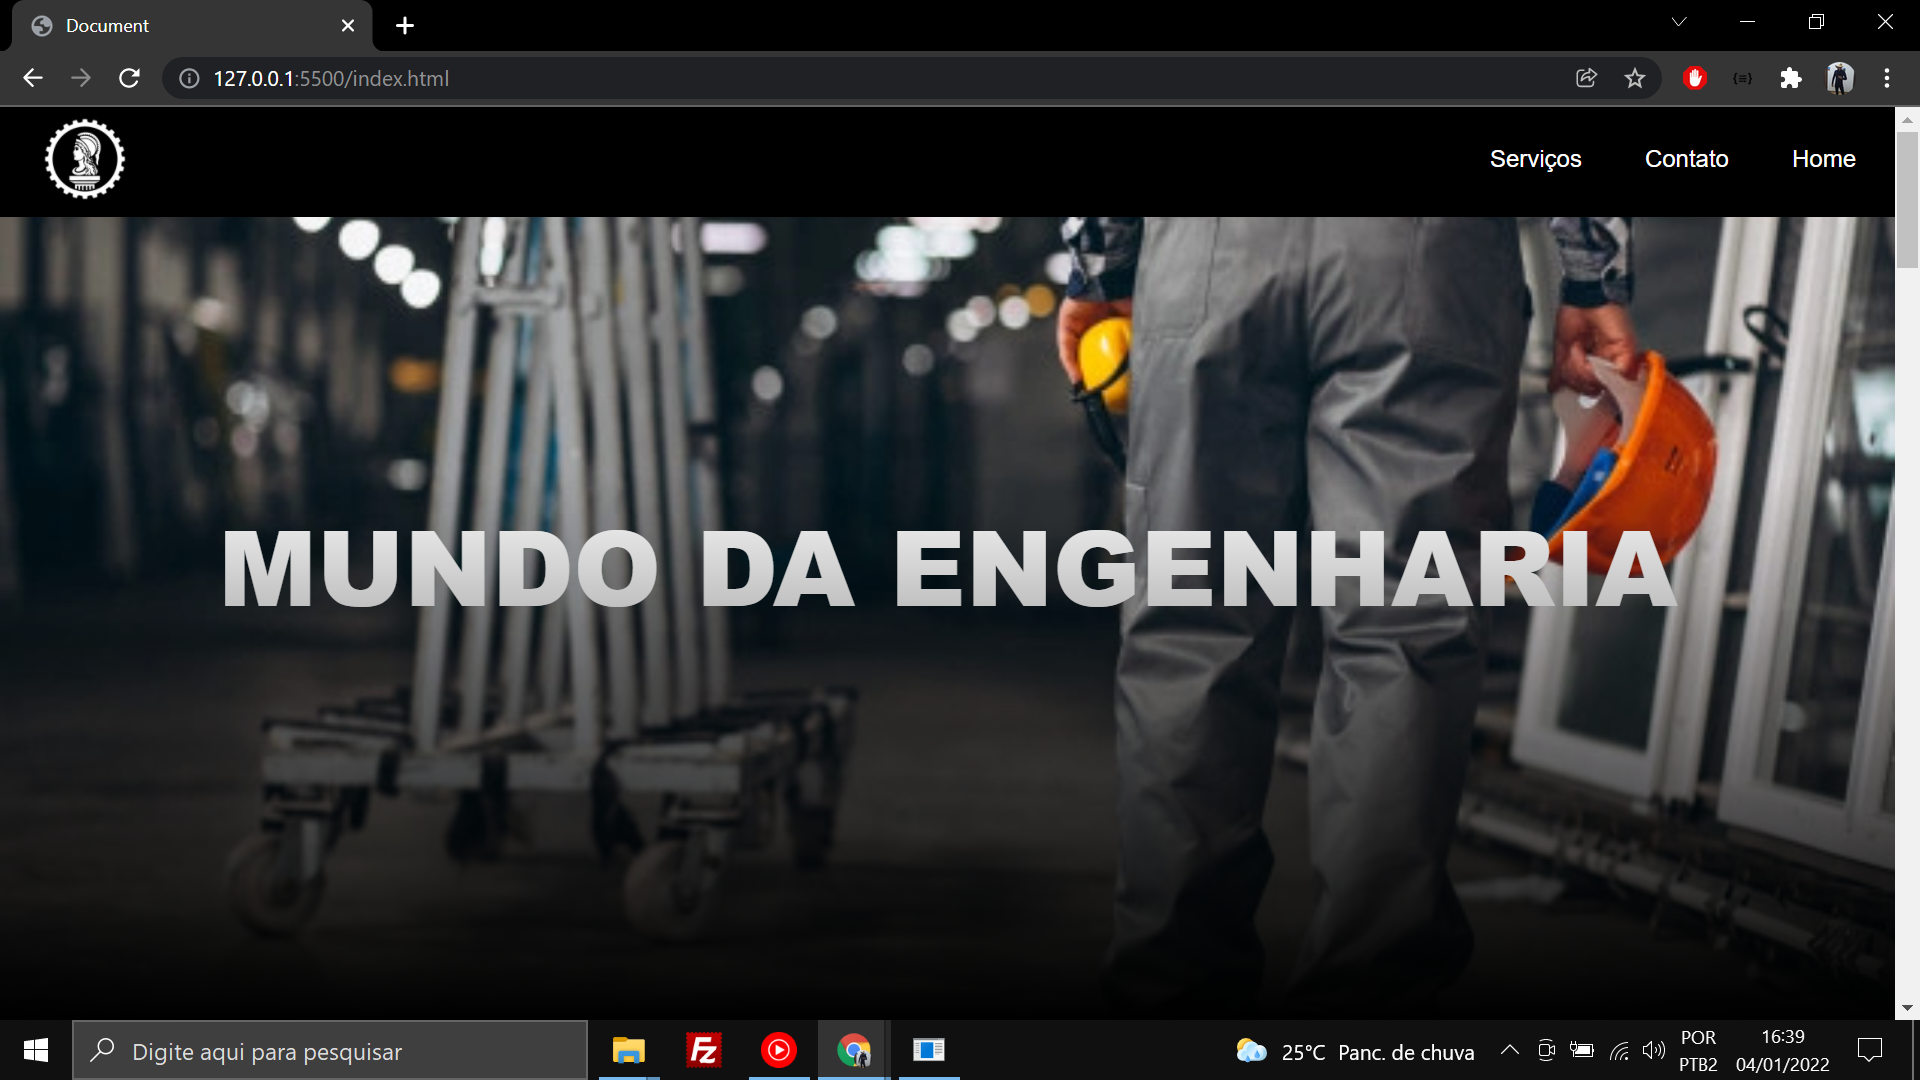 Document
127.0.0.1:5500/index.html
Serviços
Contato
Home
MUNDO DA ENGENHARIA
Digite aqui para pesquisar
Fz
25°C Panc. de chuva
POR
PTB2
16:39
04/01/2022